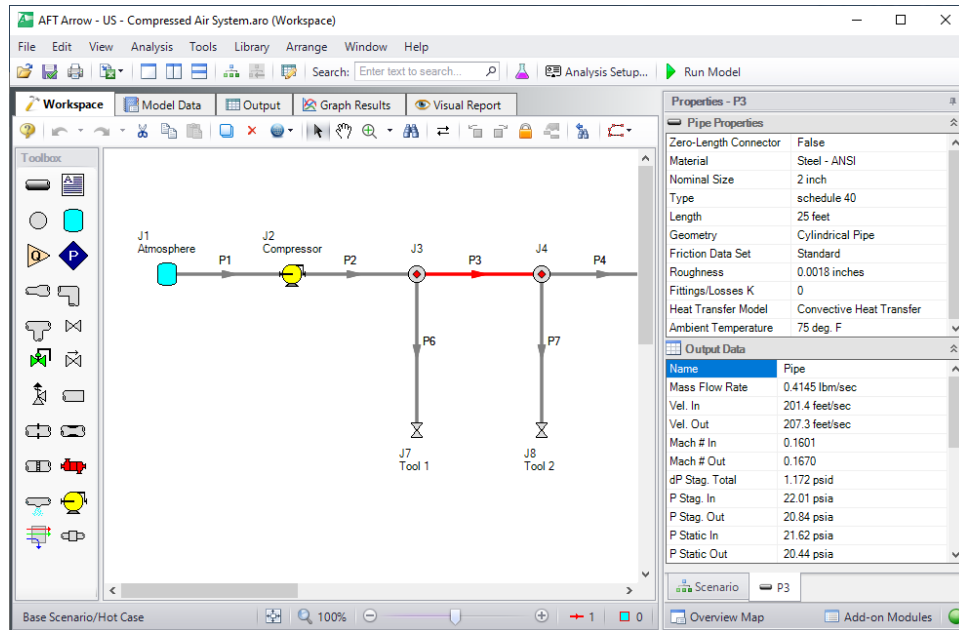 AFT Arrow - US - Compressed Air System.aro (Workspace)
File Edit View Analysis Tools Library Arrange Window Help
Search: Enter text to search... Analysis Setup... Run Model
Workspace Model Data Output Graph Results Visual Report
Toolbox
A
Q P
J1
Atmosphere
P1
J2
Compressor
P2
J3
P3
J4
P4
P6
P7
J7
Tool 1
J8
Tool 2
Properties - P3
Pipe Properties
Zero-Length Connector False
Material Steel - ANSI
Nominal Size 2 inch
Type schedule 40
Length 25 feet
Geometry Cylindrical Pipe
Friction Data Set Standard
Roughness 0.0018 inches
Fittings/Losses K 0
Heat Transfer Model Convective Heat Transfer
Ambient Temperature 75 deg. F
Output Data
Name Pipe
Mass Flow Rate 0.4145 lbm/sec
Vel. In 201.4 feet/sec
Vel. Out 207.3 feet/sec
Mach # In 0.1601
Mach # Out 0.1670
dP Stag. Total 1.172 psid
P Stag. In 22.01 psia
P Stag. Out 20.84 psia
P Static In 21.62 psia
P Static Out 20.44 psia
Scenario P3
Base Scenario/Hot Case 100% 1 0 Overview Map Add-on Modules